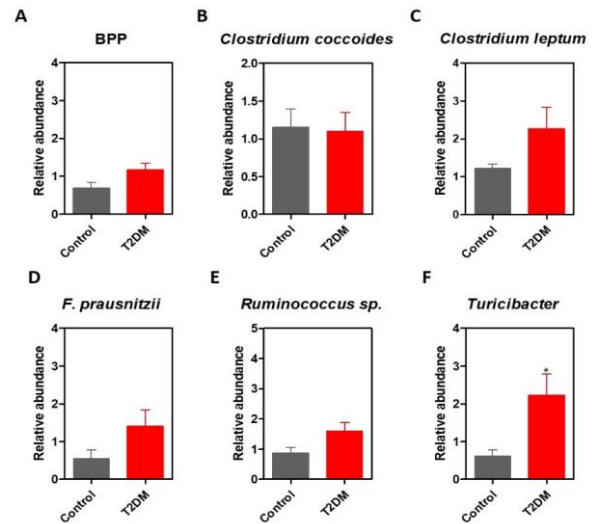 A
BPP
Relative abundance
4
3
2
1
0
Control
T2DM
B
Clostridium coccoides
Relative abundance
2.0
1.5
1.0
0.5
0.0
Control
T2DM
C
Clostridium leptum
Relative abundance
4
3
2
1
0
Control
T2DM
D
F. prausnitzii
Relative abundance
4
3
2
1
0
Control
T2DM
E
Ruminococcus sp.
Relative abundance
5
4
3
2
1
0
Control
T2DM
F
Turicibacter
Relative abundance
4
3
2
1
0
*
Control
T2DM